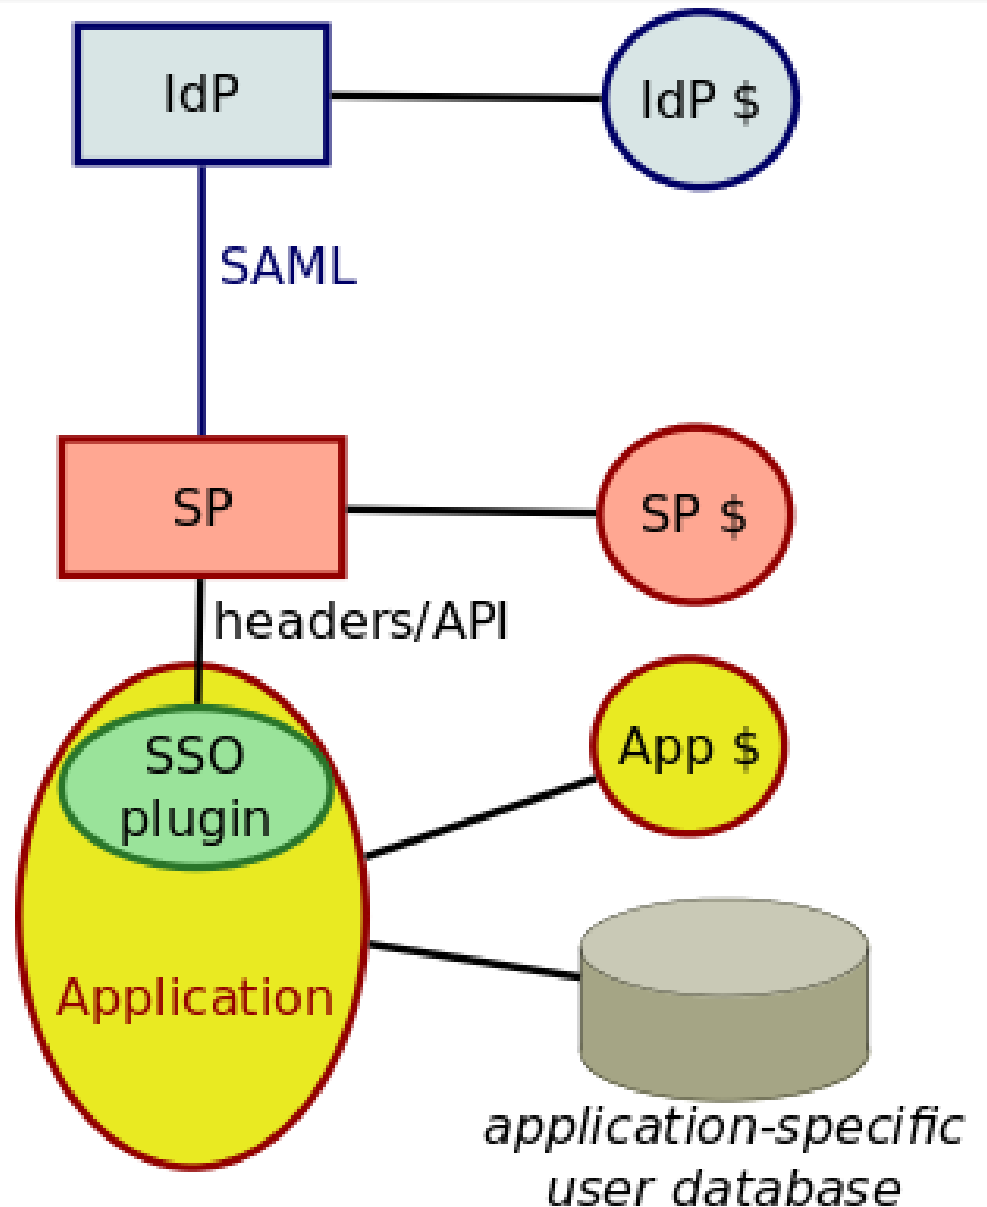 IdP
IdP $
SAML
SP
SP $
headers/API
SSO
plugin
App $
Application
application-specific
user database